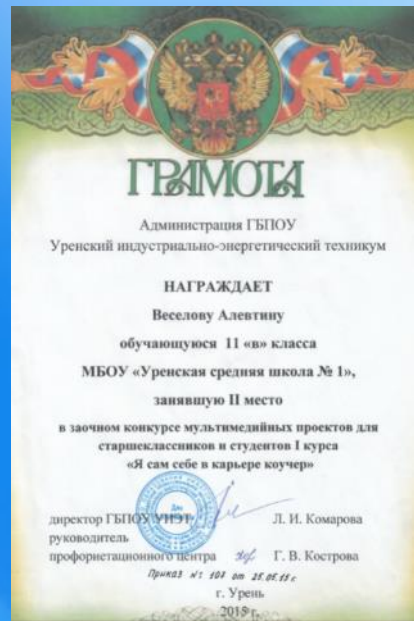 ГРАМОТА
Администрация ГБПОУ
Уренский индустриально-энергетический техникум
НАГРАЖДАЕТ
Веселову Алевтину
обучающуюся 11 «в» класса
МБОУ «Уренская средняя школа № 1»,
занявшую II место
в заочном конкурсе мультимедийных проектов для
старшеклассников и студентов I курса
«Я сам себе в карьере коучер»
директор ГБПОУ УИЭТ Л. И. Комарова
руководитель
профориетационного центра Г. В. Кострова
Приказ № 104 от 25.05.15 г
г. Урень
2015 г.